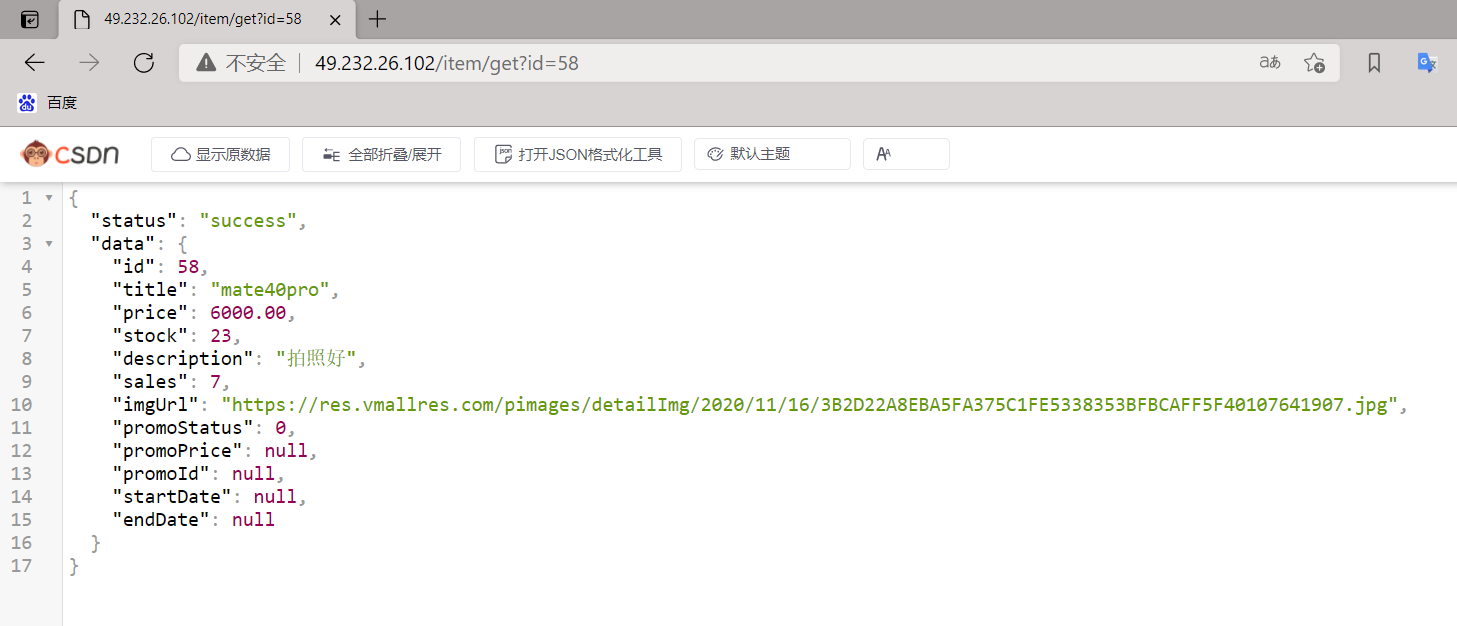 49.232.26.102/item/get?id=58
不安全 49.232.26.102/item/get?id=58
百度
CSDN 显示原数据 全部折叠/展开 打开JSON格式化工具 默认主题
1 {
2 "status": "success",
3 "data": {
4 "id": 58,
5 "title": "mate40pro",
6 "price": 6000.00,
7 "stock": 23,
8 "description": "拍照好",
9 "sales": 7,
10 "imgUrl": "https://res.vmallres.com/pimages/detailImg/2020/11/16/3B2D22A8EBA5FA375C1FE5338353BFBCAFF5F40107641907.jpg",
11 "promoStatus": 0,
12 "promoPrice": null,
13 "promoId": null,
14 "startDate": null,
15 "endDate": null
16 }
17 }